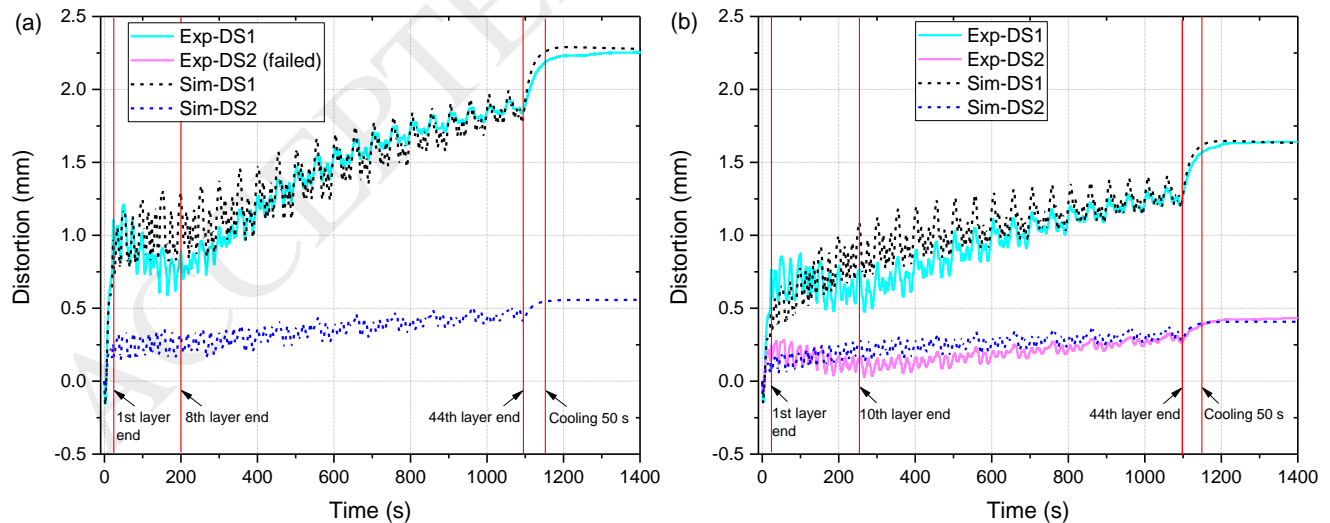 (a)
Exp-DS1
Exp-DS2 (failed)
Sim-DS1
Sim-DS2
2.5
2.0
1.5
1.0
0.5
0.0
-0.5
Distortion (mm)
1st layer
end
8th layer end
44th layer end
Cooling 50 s
0 200 400 600 800 1000 1200 1400
Time (s)
(b)
Exp-DS1
Exp-DS2
Sim-DS1
Sim-DS2
2.5
2.0
1.5
1.0
0.5
0.0
-0.5
Distortion (mm)
1st layer
end
10th layer end
44th layer end
Cooling 50 s
0 200 400 600 800 1000 1200 1400
Time (s)
ACCEPTE